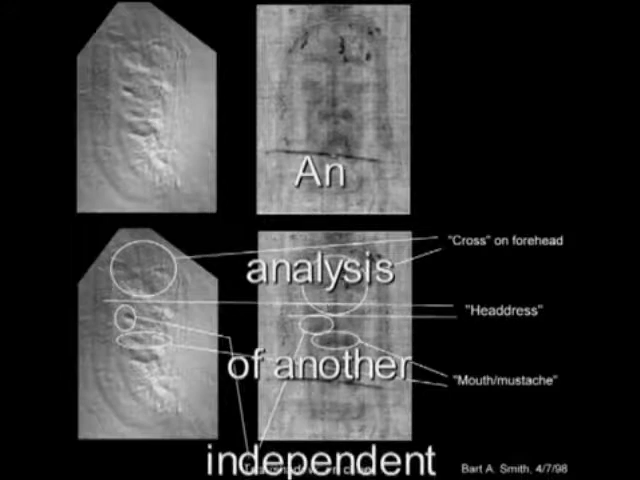 An
"Cross" on forehead
analysis
"Headdress"
of another
"Mouth/mustache"
independent
Bart A. Smith, 4/7/98